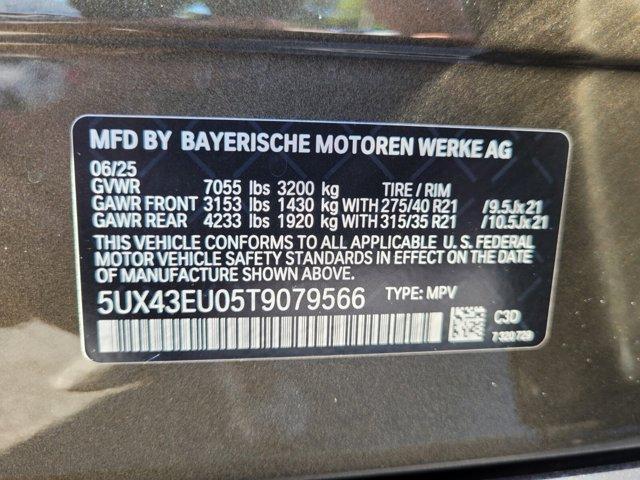 MFD BY BAYERISCHE MOTOREN WERKE AG
06/25
GVWR 7055 lbs 3200 kg TIRE / RIM
GAWR FRONT 3153 lbs 1430 kg WITH 275/40 R21 /9.5Jx21
GAWR REAR 4233 lbs 1920 kg WITH 315/35 R21 /10.5Jx21
THIS VEHICLE CONFORMS TO ALL APPLICABLE U.S. FEDERAL
MOTOR VEHICLE SAFETY STANDARDS IN EFFECT ON THE
DATE OF MANUFACTURE SHOWN ABOVE.
5UX43EU05T9079566 TYPE: MPV
C3D
7 320 729